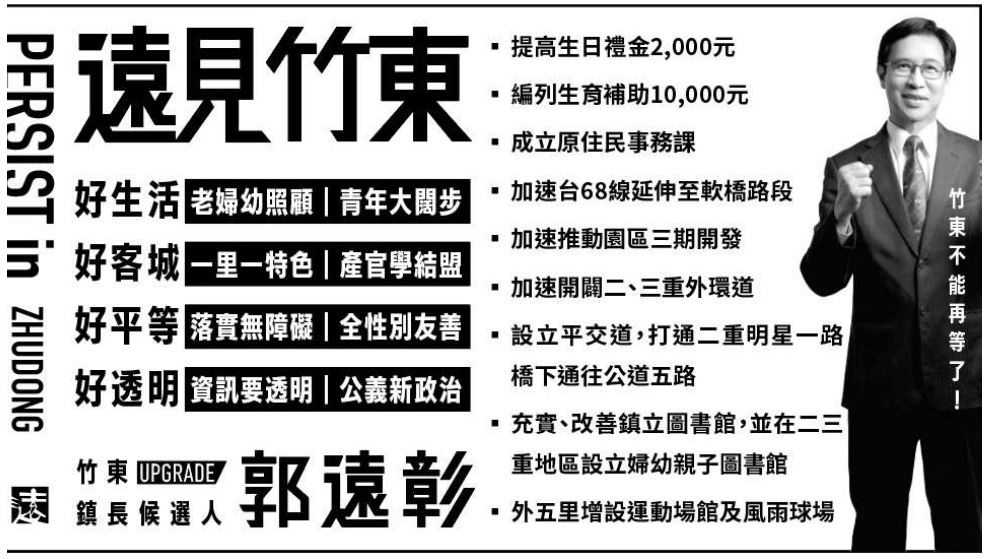 PERSIST in ZHUDONG
遠見竹東
好生活 老婦幼照顧｜青年大闊步
好客城 一里一特色｜產官學結盟
好平等 落實無障礙｜全性別友善
好透明 資訊要透明｜公義新政治
竹東 UPGRADE
鎮長候選人
郭遠彰
遠
▪ 提高生日禮金2,000元
▪ 編列生育補助10,000元
▪ 成立原住民事務課
▪ 加速台68線延伸至軟橋路段
▪ 加速推動園區三期開發
▪ 加速開闢二、三重外環道
▪ 設立平交道，打通二重明星一路
橋下通往公道五路
▪ 充實、改善鎮立圖書館，並在二三
重地區設立婦幼親子圖書館
▪ 外五里增設運動場館及風雨球場
竹東不能再等了！